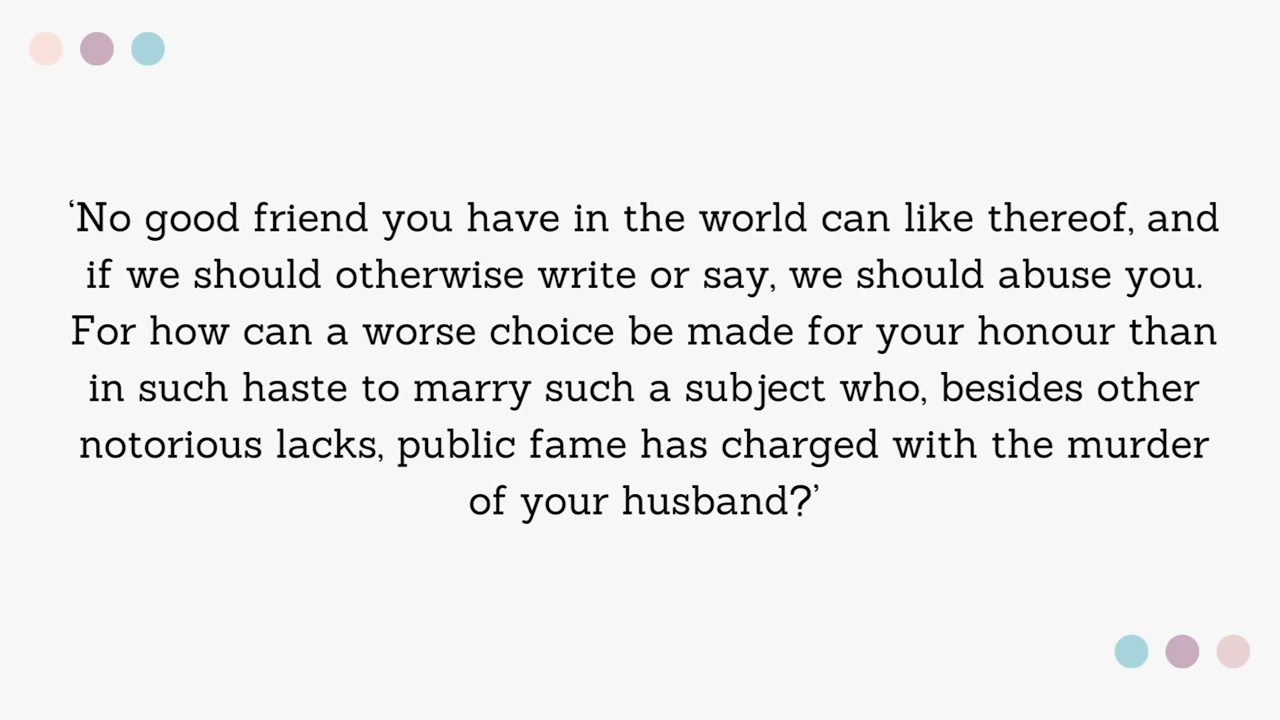 ‘No good friend you have in the world can like thereof, and
if we should otherwise write or say, we should abuse you.
For how can a worse choice be made for your honour than
in such haste to marry such a subject who, besides other
notorious lacks, public fame has charged with the murder
of your husband?’